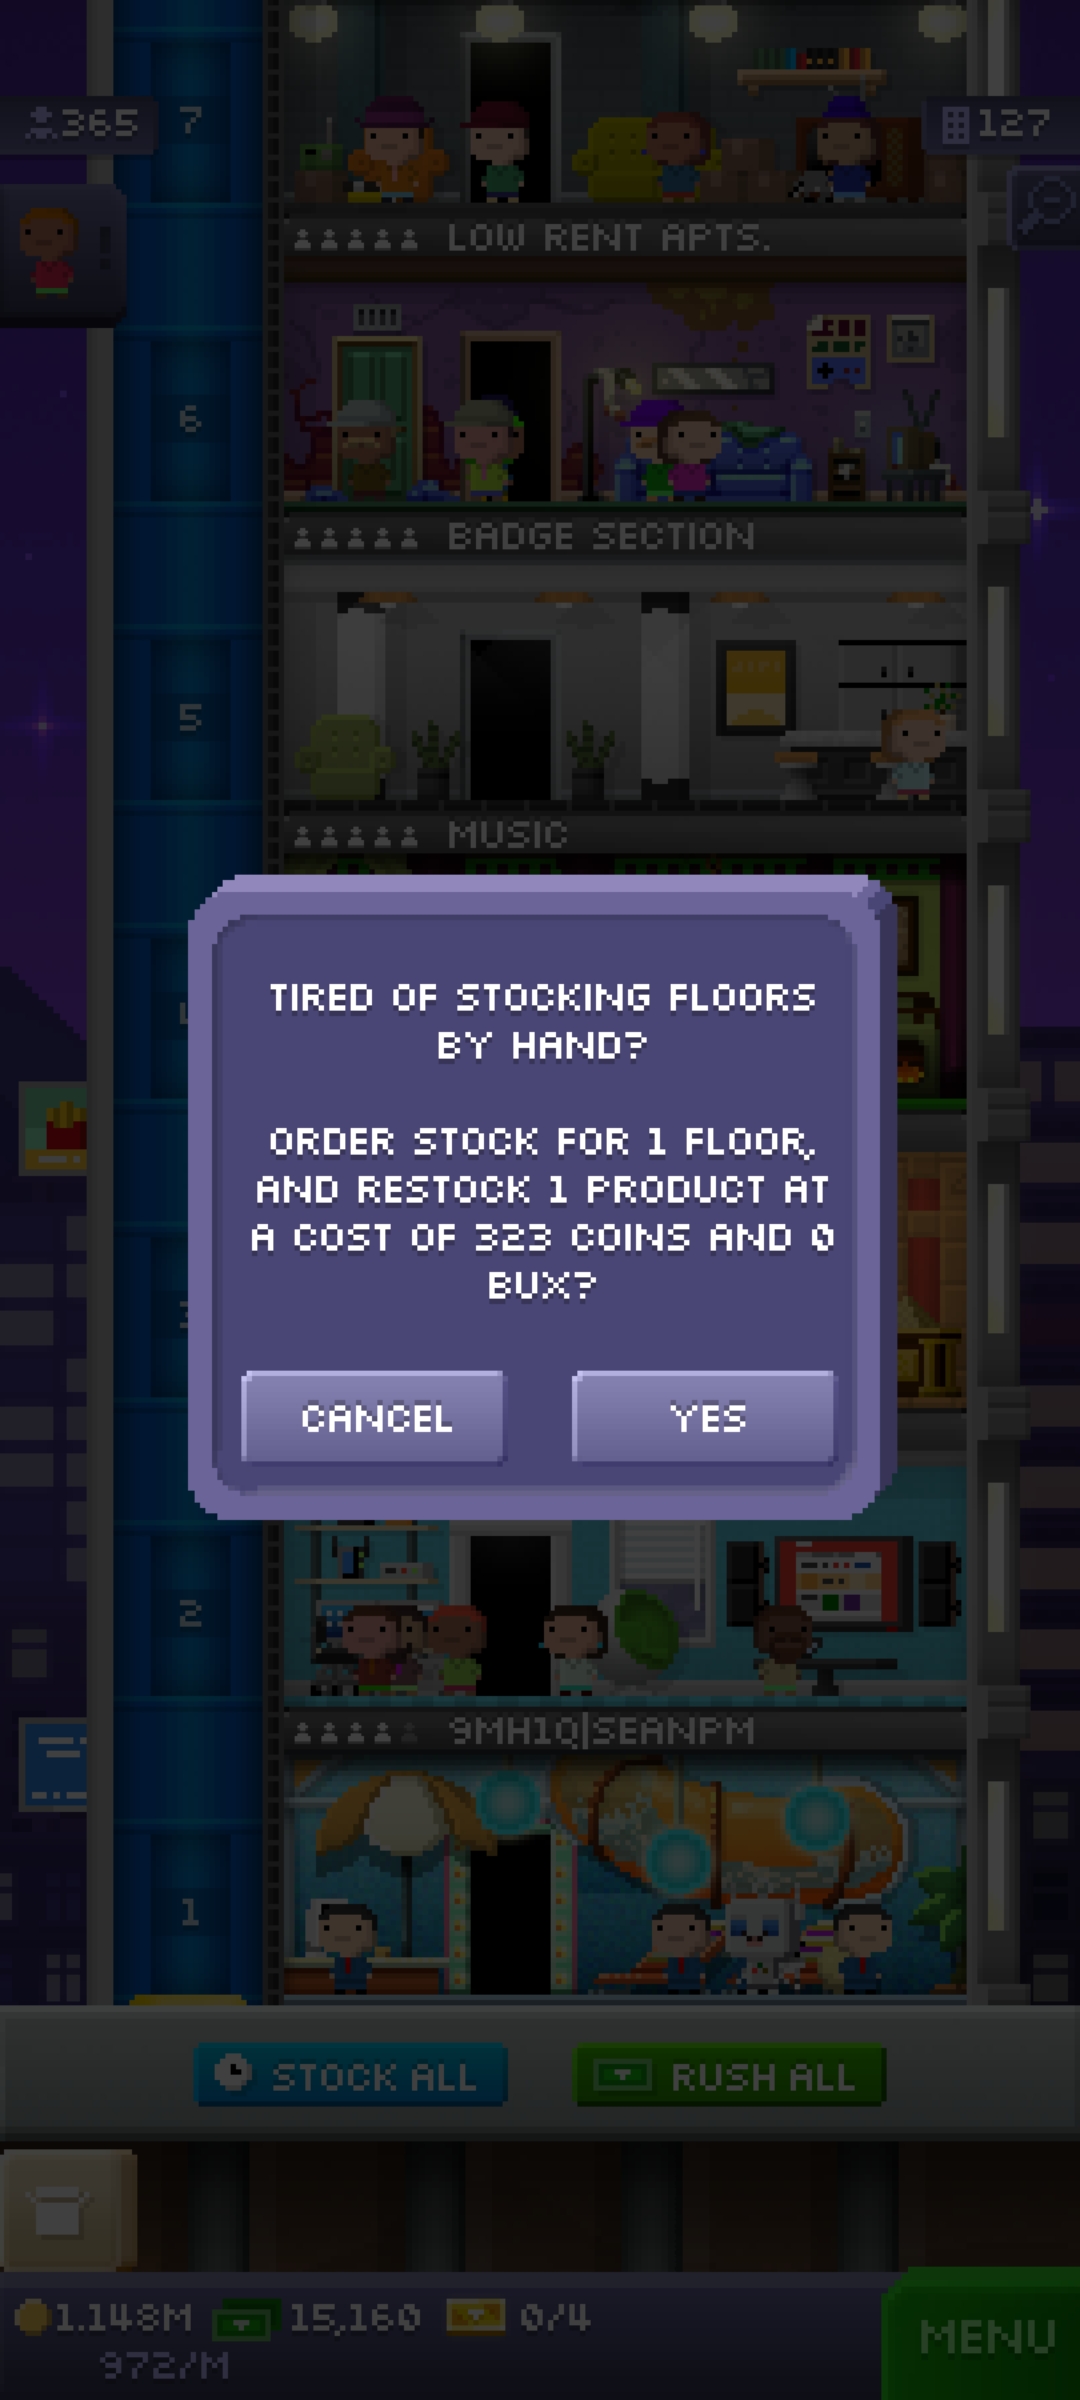 365
7
127
LOW RENT APTS.
6
BADGE SECTION
5
MUSIC
TIRED OF STOCKING FLOORS
BY HAND?
ORDER STOCK FOR 1 FLOOR,
AND RESTOCK 1 PRODUCT AT
A COST OF 323 COINS AND 0
BUX?
CANCEL
YES
2
9MH1Q|SEANPM
1
STOCK ALL
RUSH ALL
1.148M
15,160
0/4
972/M
MENU